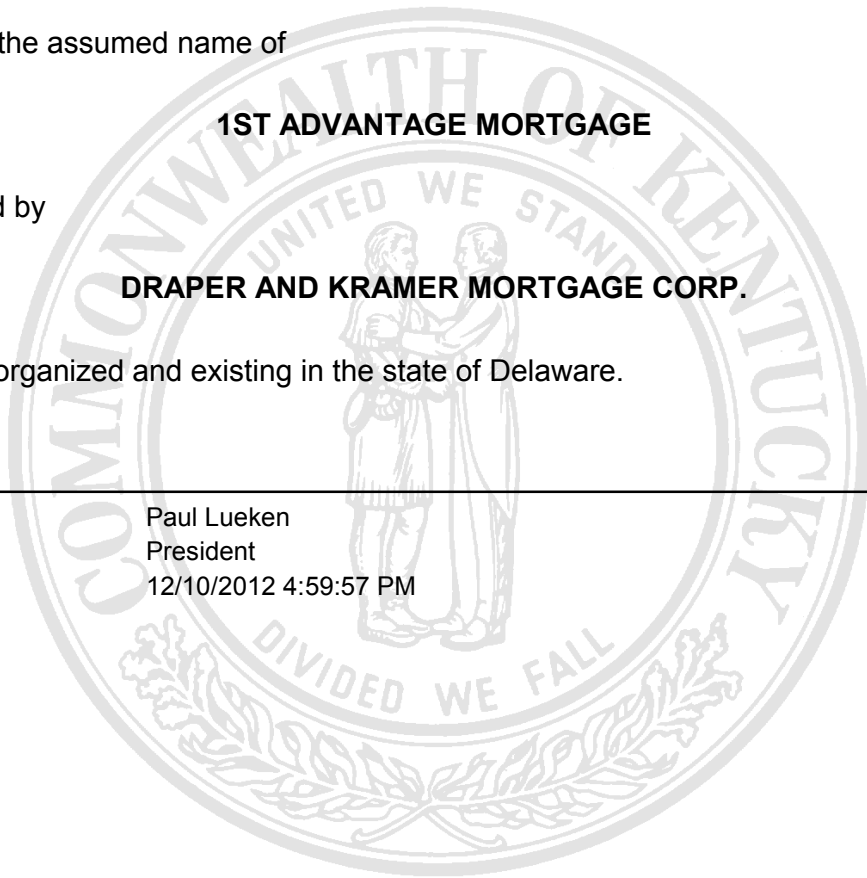 the assumed name of
1ST ADVANTAGE MORTGAGE
d by
DRAPER AND KRAMER MORTGAGE CORP.
organized and existing in the state of Delaware.
Paul Lueken
President
12/10/2012 4:59:57 PM
COMMONWEALTH OF KENTUCKY
UNITED WE STAND
DIVIDED WE FALL